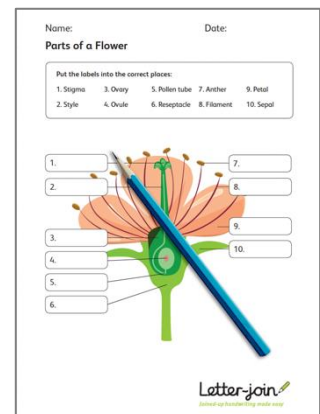 Name: Date:
Parts of a Flower
Put the labels into the correct places:
1. Stigma 3. Ovary 5. Pollen tube 7. Anther 9. Petal
2. Style 4. Ovule 6. Reseptacle 8. Filament 10. Sepal
1. 7.
2. 8.
9.
3. 10.
4.
5.
6.
Letter-join
Joined-up handwriting made easy